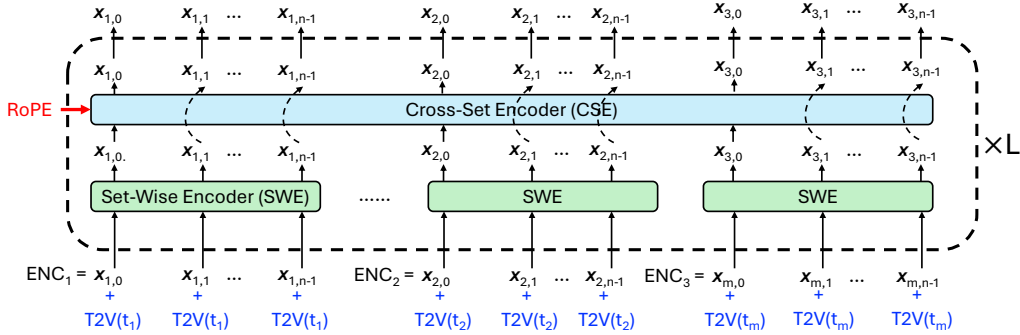 x1,0 x1,1 ... x1,n-1 x2,0 x2,1 ... x2,n-1 x3,0 x3,1 ... x3,n-1
x1,0 x1,1 ... x1,n-1 x2,0 x2,1 ... x2,n-1 x3,0 x3,1 ... x3,n-1
RoPE Cross-Set Encoder (CSE)
x1,0. x1,1 ... x1,n-1 x2,0 x2,1 ... x2,n-1 x3,0 x3,1 ... x3,n-1
×L
Set-Wise Encoder (SWE) ...... SWE SWE
ENC1 = x1,0 x1,1 ... x1,n-1 ENC2 = x2,0 x2,1 ... x2,n-1 ENC3 = xm,0 xm,1 ... xm,n-1
+ + + + + + + + +
T2V(t1) T2V(t1) T2V(t1) T2V(t2) T2V(t2) T2V(t2) T2V(tm) T2V(tm) T2V(tm)